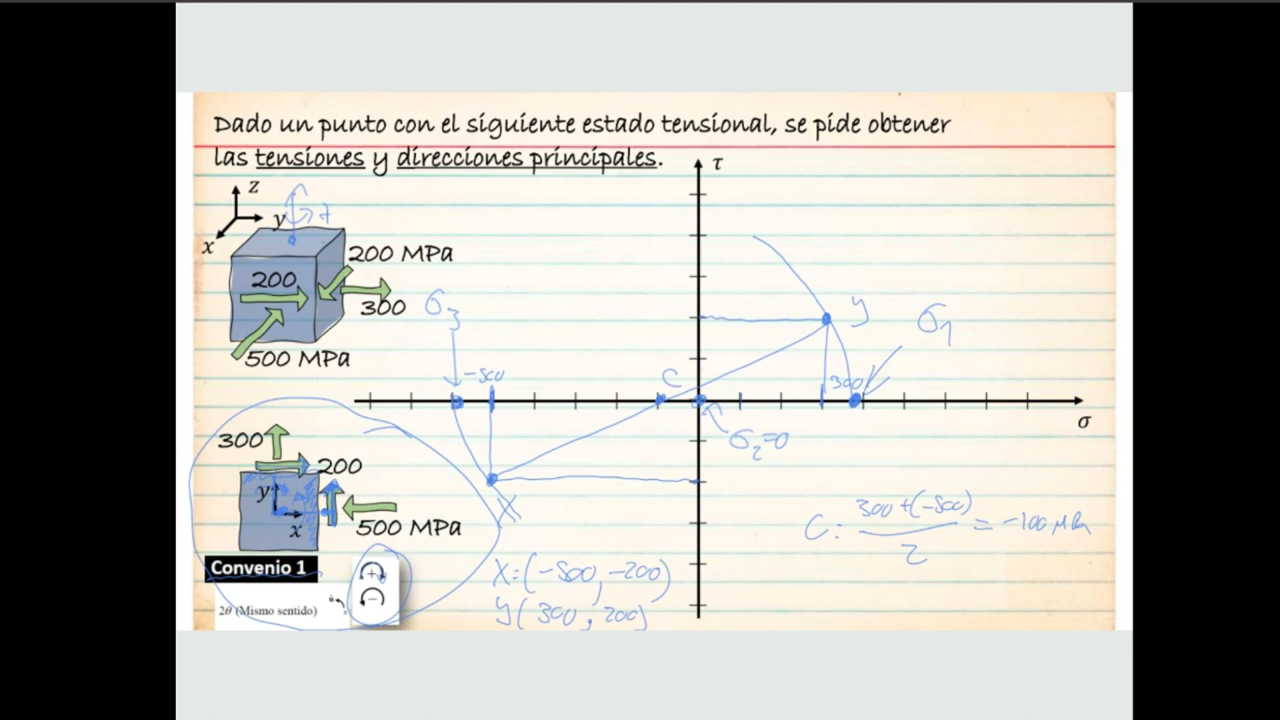 Dado un punto con el siguiente estado tensional, se pide obtener
las tensiones y direcciones principales.
τ
z
y
x
200 MPa
200
300
500 MPa
σ3
-500
C
y
300
σ1
σ
σ2=0
x
300
200
y
x
500 MPa
C: 300+(-500) / 2 = -100 MPa
Convenio 1
+
−
2θ (Mismo sentido)
X:(-500, -200)
y(300, 200)